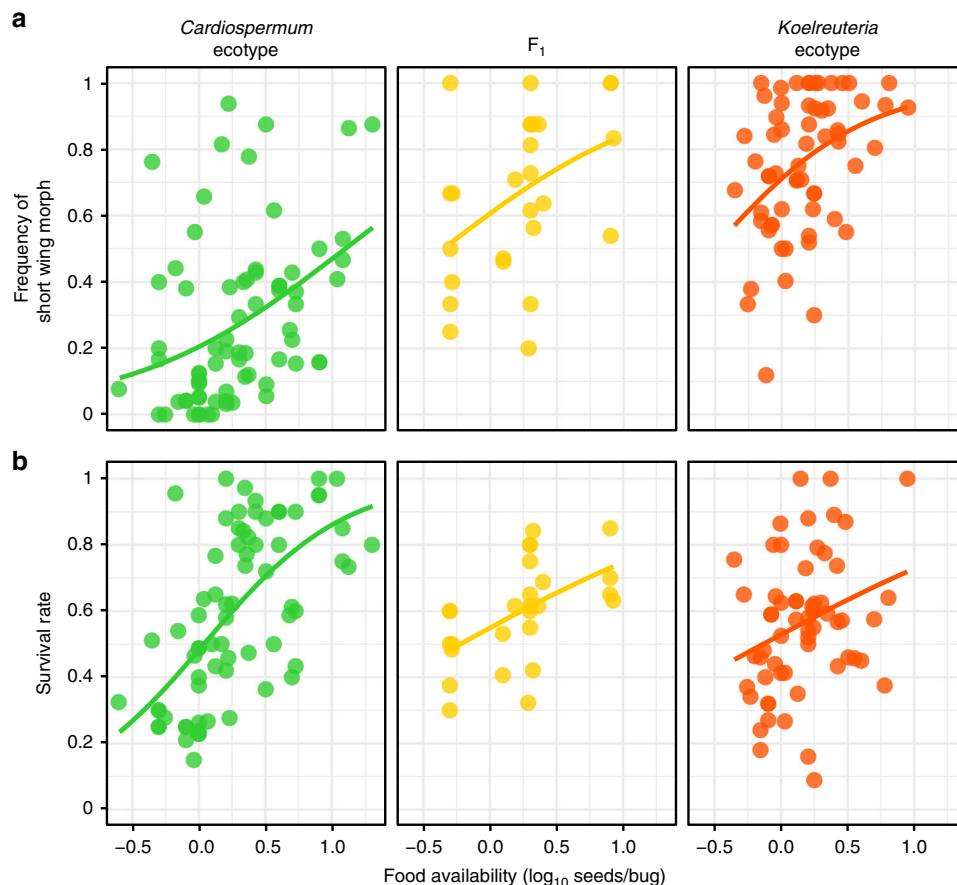 a
Cardiospermum
ecotype
F₁
Koelreuteria
ecotype
Frequency of
short wing morph
1
0.8
0.6
0.4
0.2
0
b
Survival rate
1
0.8
0.6
0.4
0.2
0
−0.5 0.0 0.5 1.0
−0.5 0.0 0.5 1.0
−0.5 0.0 0.5 1.0
Food availability (log₁₀ seeds/bug)